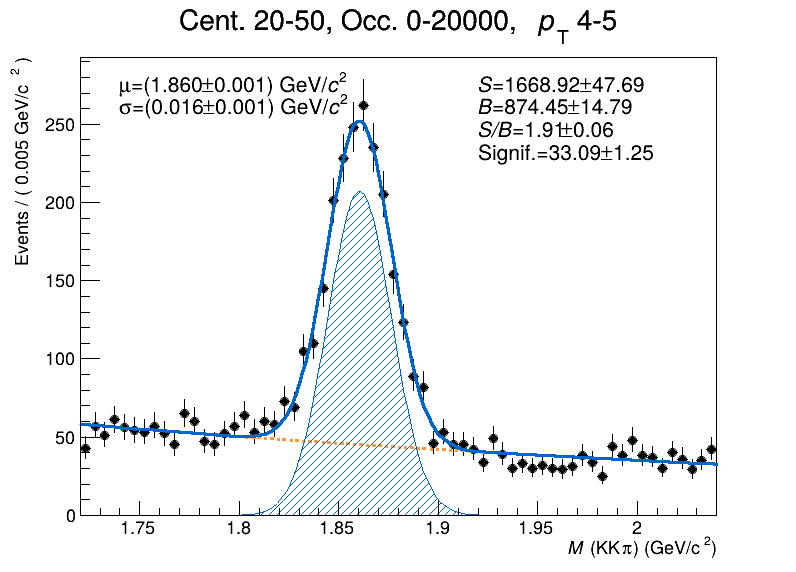 Cent. 20-50, Occ. 0-20000, pT 4-5
μ=(1.860±0.001) GeV/c²
σ=(0.016±0.001) GeV/c²
S=1668.92±47.69
B=874.45±14.79
S/B=1.91±0.06
Signif.=33.09±1.25
Events / ( 0.005 GeV/c ² )
250
200
150
100
50
0
1.75 1.8 1.85 1.9 1.95 2
M (KKπ) (GeV/c²)